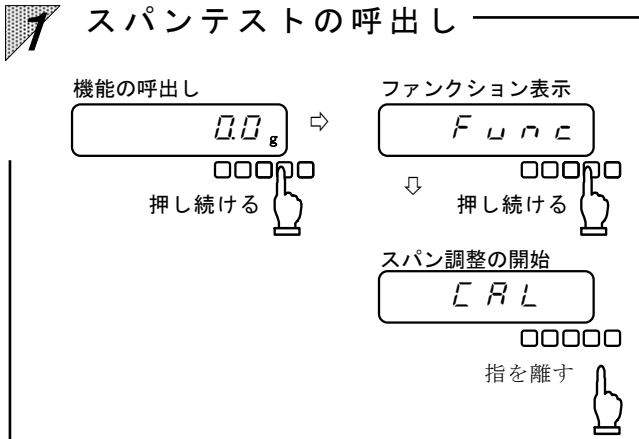 1 スパンテストの呼出し
機能の呼出し
0.0 g
押し続ける
ファンクション表示
Func
押し続ける
スパン調整の開始
CAL
指を離す